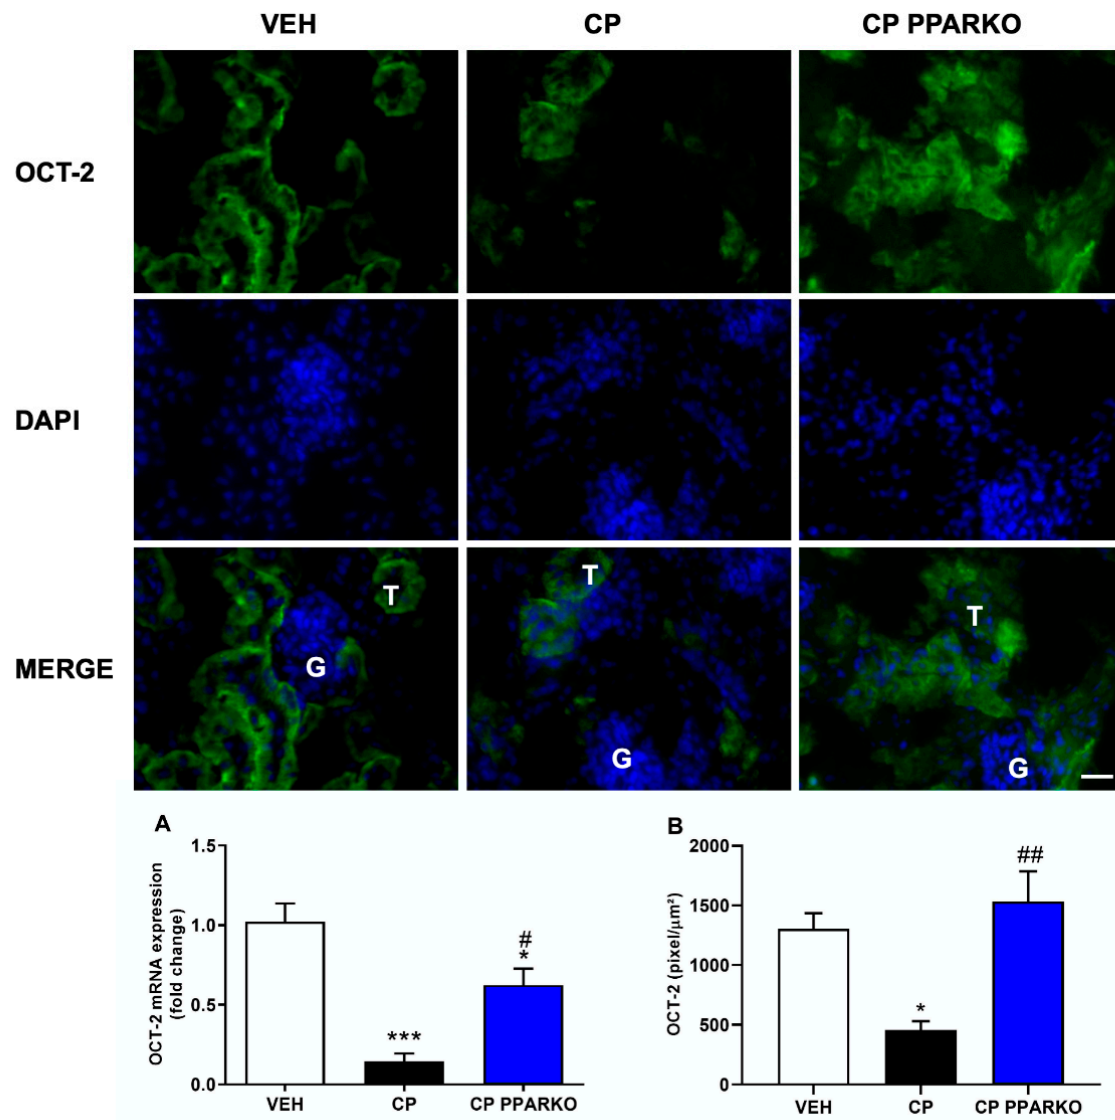 VEH CP CP PPARKO
OCT-2
DAPI
MERGE
T
G
T
G
T
G
A
OCT-2 mRNA expression
(fold change)
1.5
1.0
0.5
0.0
***
#
*
VEH CP CP PPARKO
B
OCT-2 (pixel/µm²)
2000
1500
1000
500
0
*
##
VEH CP CP PPARKO